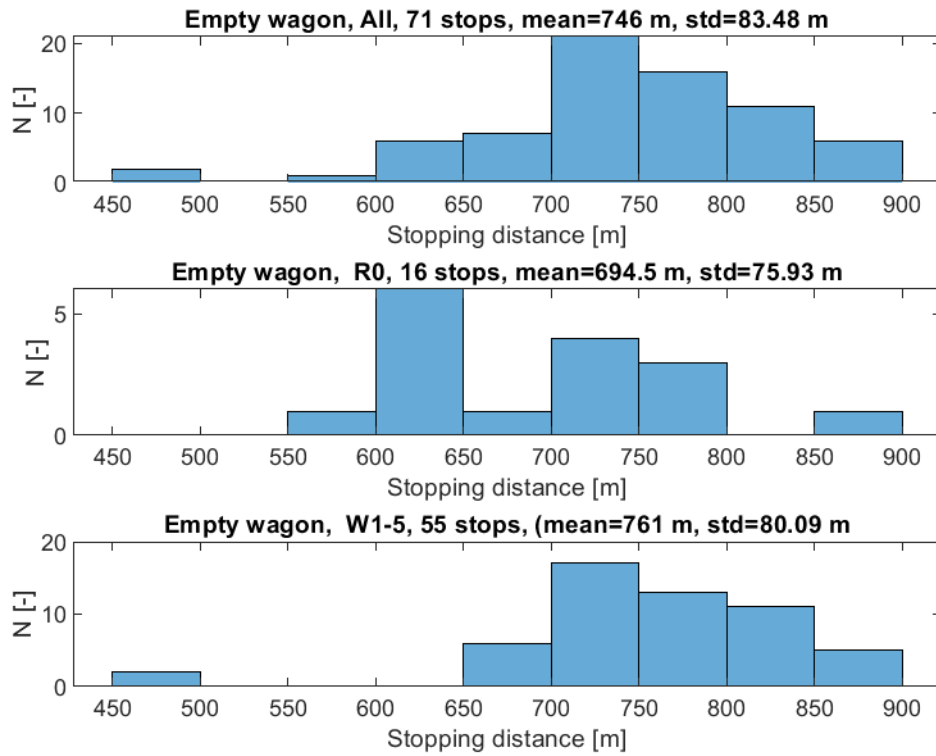 Empty wagon, All, 71 stops, mean=746 m, std=83.48 m
N [-]
20
10
0
450 500 550 600 650 700 750 800 850 900
Stopping distance [m]
Empty wagon,  R0, 16 stops, mean=694.5 m, std=75.93 m
N [-]
5
0
450 500 550 600 650 700 750 800 850 900
Stopping distance [m]
Empty wagon,  W1-5, 55 stops, (mean=761 m, std=80.09 m
N [-]
20
10
0
450 500 550 600 650 700 750 800 850 900
Stopping distance [m]